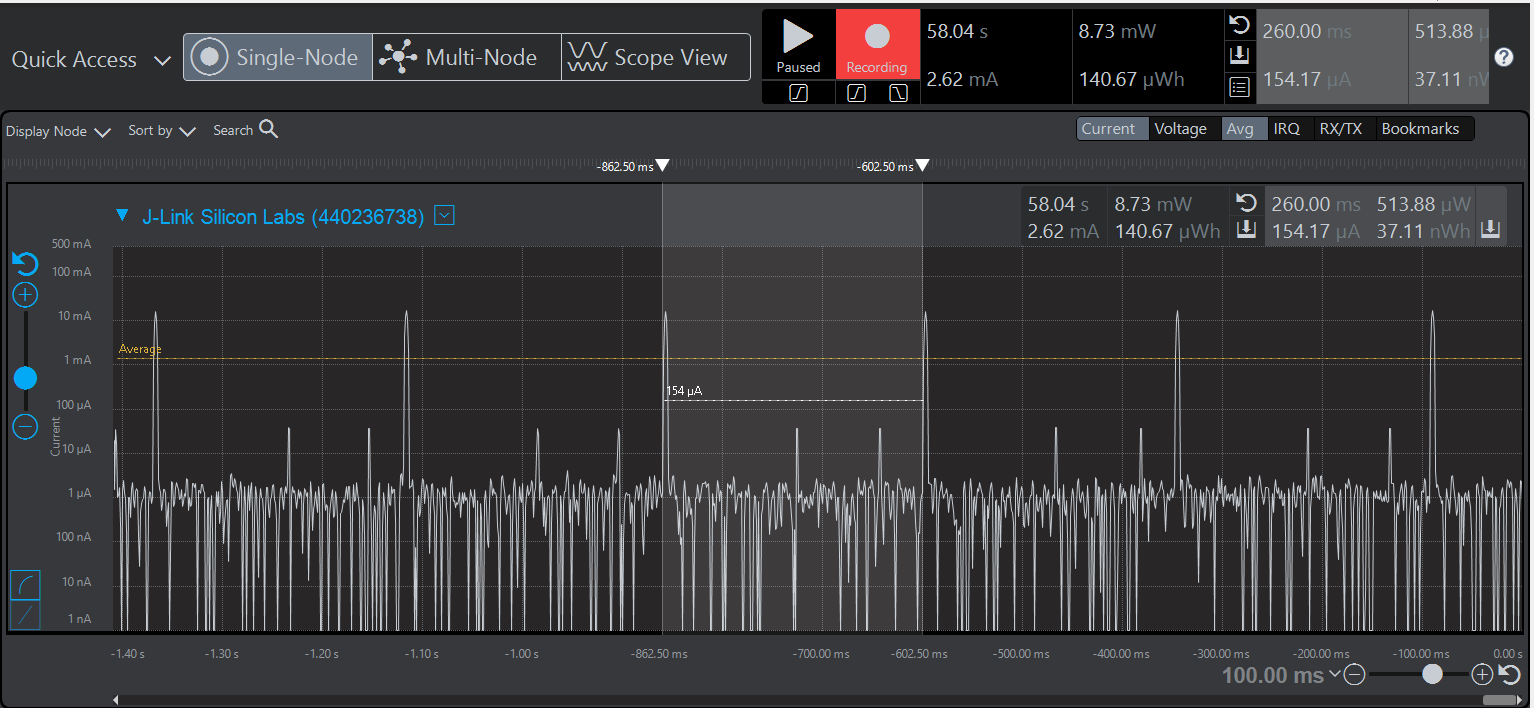 Quick Access
Single-Node
Multi-Node
Scope View
Paused
Recording
58.04 s
2.62 mA
8.73 mW
140.67 µWh
260.00 ms
154.17 µA
513.88 µ
37.11 nW
?
Display Node
Sort by
Search
Current Voltage Avg IRQ RX/TX Bookmarks
-862.50 ms
-602.50 ms
J-Link Silicon Labs (440236738)
58.04 s 8.73 mW
2.62 mA 140.67 µWh
260.00 ms 513.88 µW
154.17 µA 37.11 nWh
500 mA
100 mA
10 mA
1 mA
100 µA
10 µA
1 µA
100 nA
10 nA
1 nA
Current
Average
154 µA
-1.40 s -1.30 s -1.20 s -1.10 s -1.00 s -862.50 ms -700.00 ms -602.50 ms -500.00 ms -400.00 ms -300.00 ms -200.00 ms -100.00 ms 0.00 s
100.00 ms